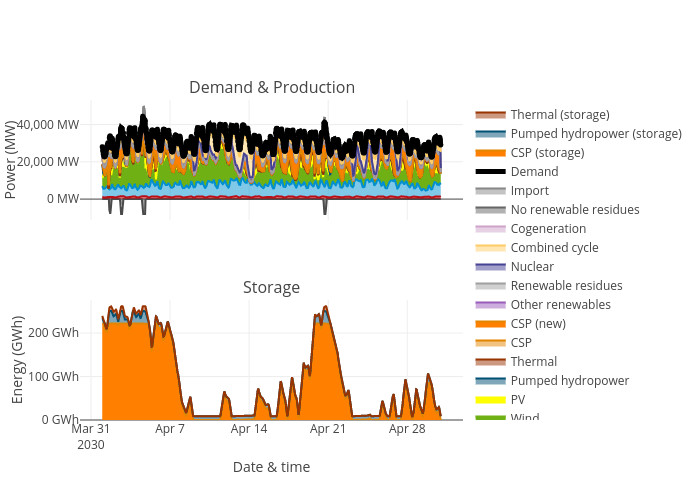 Demand & Production
Power (MW)
40,000 MW
20,000 MW
0 MW
Storage
Energy (GWh)
200 GWh
100 GWh
0 GWh
Mar 31
2030
Apr 7
Apr 14
Apr 21
Apr 28
Date & time
Thermal (storage)
Pumped hydropower (storage)
CSP (storage)
Demand
Import
No renewable residues
Cogeneration
Combined cycle
Nuclear
Renewable residues
Other renewables
CSP (new)
CSP
Thermal
Pumped hydropower
PV
Wind